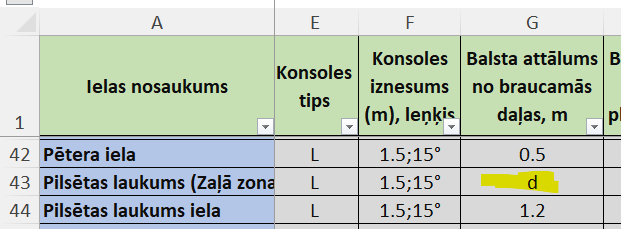 A E F G
1 Ielas nosaukums Konsoles tips Konsoles iznesums (m), leņķis Balsta attālums no braucamās daļas, m
42 Pētera iela L 1.5;15° 0.5
43 Pilsētas laukums (Zaļā zona L 1.5;15° d
44 Pilsētas laukums iela L 1.5;15° 1.2